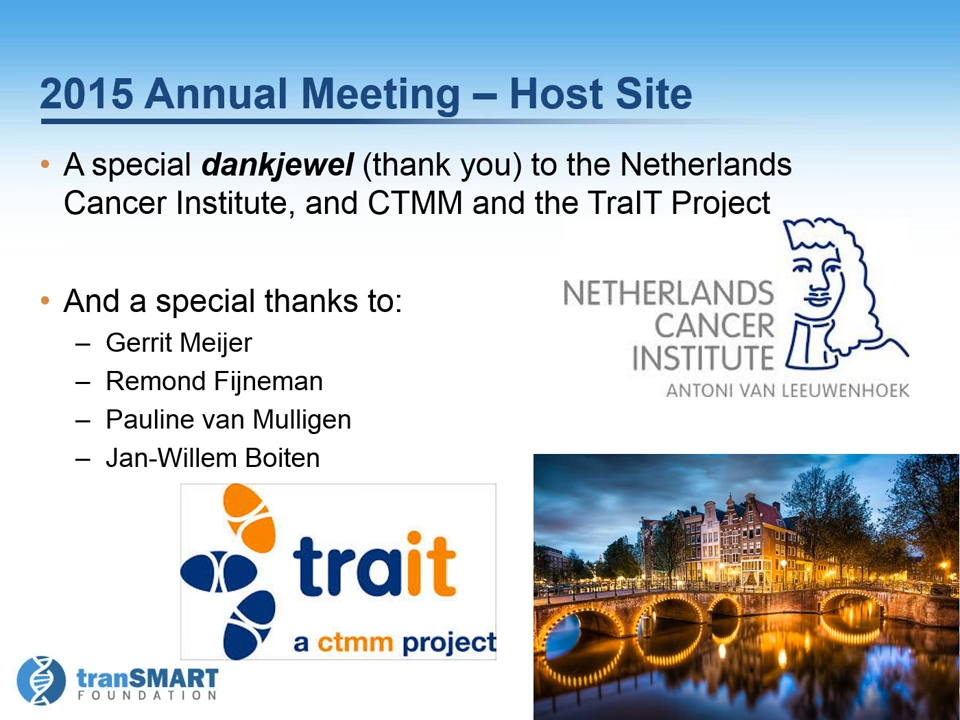 2015 Annual Meeting – Host Site
• A special dankjewel (thank you) to the Netherlands
Cancer Institute, and CTMM and the TraIT Project
• And a special thanks to:
– Gerrit Meijer
– Remond Fijneman
– Pauline van Mulligen
– Jan-Willem Boiten
NETHERLANDS
CANCER
INSTITUTE
ANTONI VAN LEEUWENHOEK
trait
a ctmm project
tranSMART
FOUNDATION